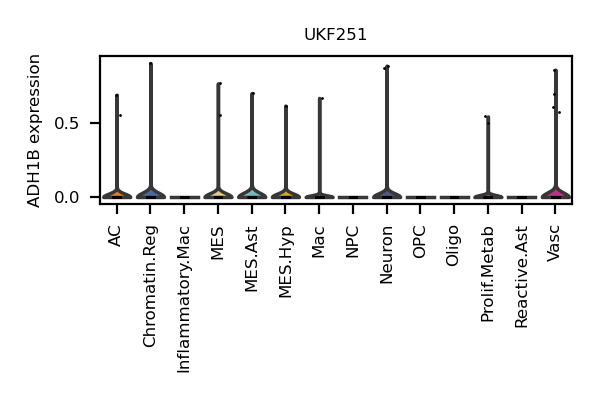 UKF251
ADH1B expression
0.5
0.0
AC
Chromatin.Reg
Inflammatory.Mac
MES
MES.Ast
MES.Hyp
Mac
NPC
Neuron
OPC
Oligo
Prolif.Metab
Reactive.Ast
Vasc